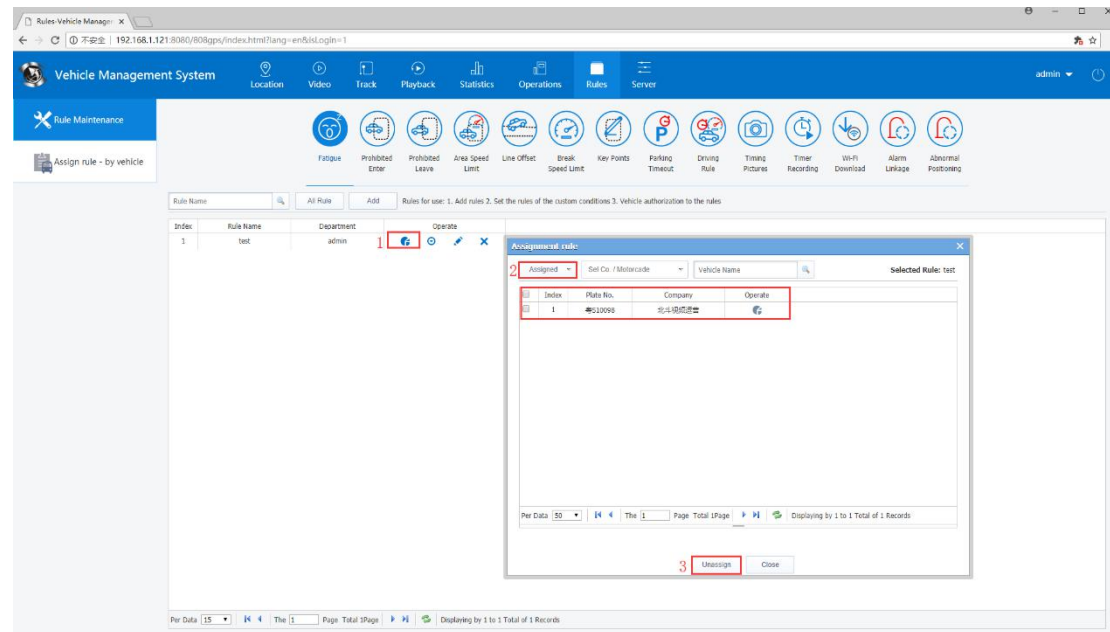 Rules-Vehicle Manager
不安全 | 192.168.1.121:8080/808gps/index.html?lang=en&isLogin=1
Vehicle Management System
Location
Video
Track
Playback
Statistics
Operations
Rules
Server
admin
Rule Maintenance
Assign rule - by vehicle
Fatigue
Prohibited Enter
Prohibited Leave
Area Speed Limit
Line Offset
Break Speed Limit
Key Points
Parking Timeout
Driving Rule
Timing Pictures
Timer Recording
Wi-Fi Download
Alarm Linkage
Abnormal Positioning
Rule Name
All Rule
Add
Rules for use: 1. Add rules 2. Set the rules of the custom conditions 3. Vehicle authorization to the rules
Index Rule Name Department Operate
1 test admin 1
Assignment rule
2 Assigned Sel Co. / Motorcade Vehicle Name Selected Rule: test
Index Plate No. Company Operate
1 粤S10098 北斗视频运营
Per Data 50 The 1 Page Total 1Page Displaying by 1 to 1 Total of 1 Records
3 Unassign Close
Per Data 15 The 1 Page Total 1Page Displaying by 1 to 1 Total of 1 Records